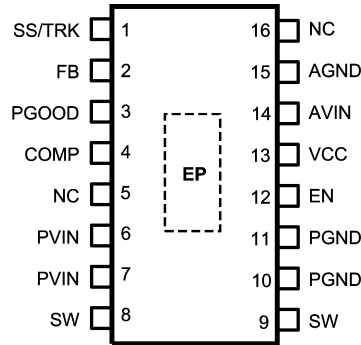 SS/TRK 1 16 NC
FB 2 15 AGND
PGOOD 3 14 AVIN
COMP 4 13 VCC
EP
NC 5 12 EN
PVIN 6 11 PGND
PVIN 7 10 PGND
SW 8 9 SW